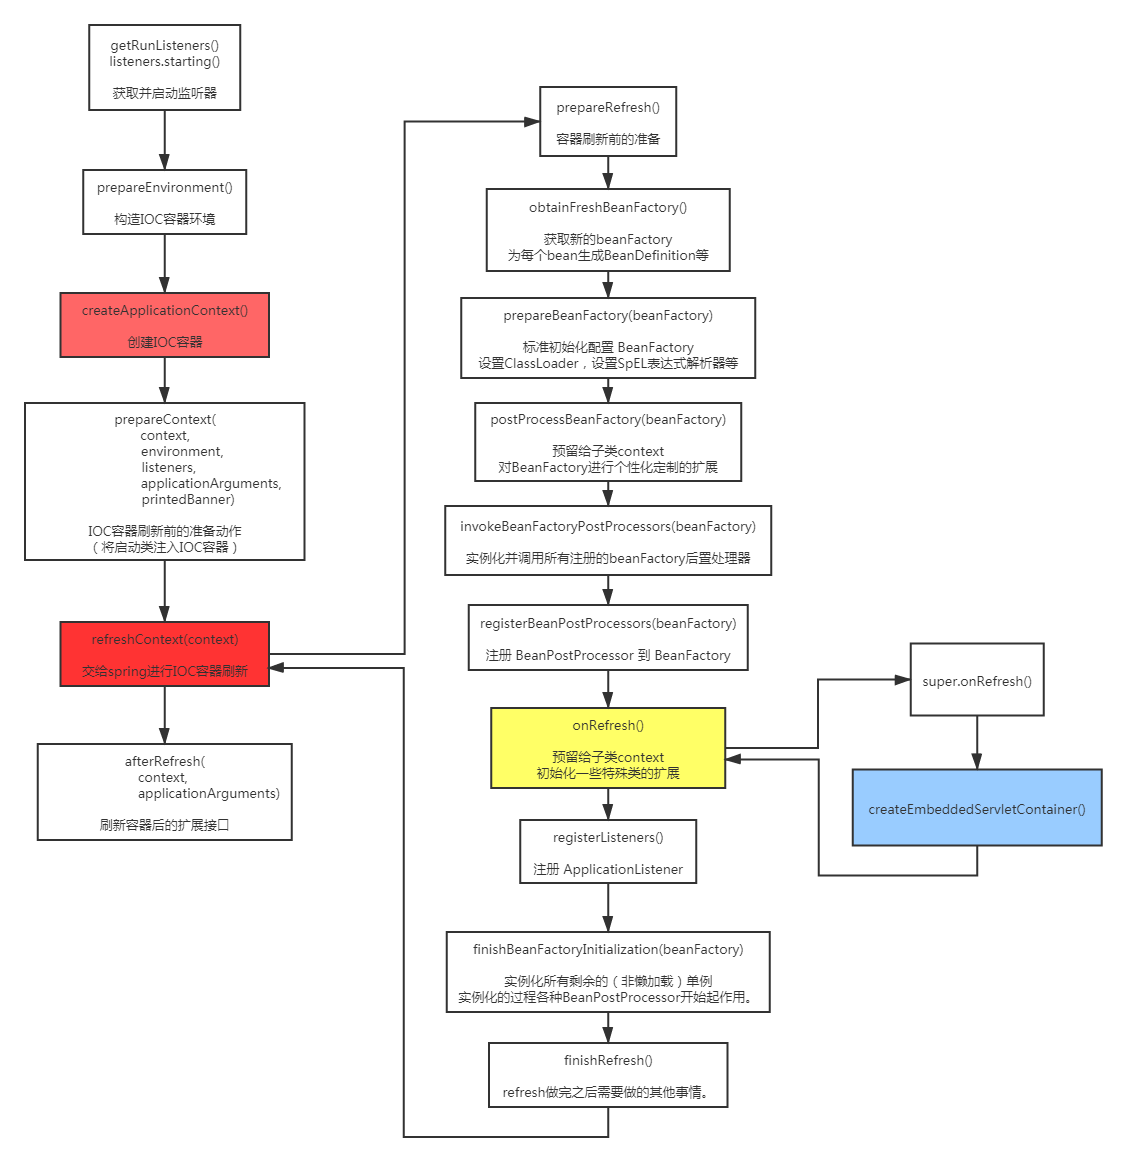 getRunListeners()
listeners.starting()
获取并启动监听器
prepareEnvironment()
构造IOC容器环境
createApplicationContext()
创建IOC容器
prepareContext(
context,
environment,
listeners,
applicationArguments,
printedBanner)
IOC容器刷新前的准备动作
（将启动类注入IOC容器）
refreshContext(context)
交给spring进行IOC容器刷新
afterRefresh(
context,
applicationArguments)
刷新容器后的扩展接口
prepareRefresh()
容器刷新前的准备
obtainFreshBeanFactory()
获取新的beanFactory
为每个bean生成BeanDefinition等
prepareBeanFactory(beanFactory)
标准初始化配置 BeanFactory
设置ClassLoader，设置SpEL表达式解析器等
postProcessBeanFactory(beanFactory)
预留给子类context
对BeanFactory进行个性化定制的扩展
invokeBeanFactoryPostProcessors(beanFactory)
实例化并调用所有注册的beanFactory后置处理器
registerBeanPostProcessors(beanFactory)
注册 BeanPostProcessor 到 BeanFactory
onRefresh()
预留给子类context
初始化一些特殊类的扩展
registerListeners()
注册 ApplicationListener
finishBeanFactoryInitialization(beanFactory)
实例化所有剩余的（非懒加载）单例
实例化的过程各种BeanPostProcessor开始起作用。
finishRefresh()
refresh做完之后需要做的其他事情。
super.onRefresh()
createEmbeddedServletContainer()